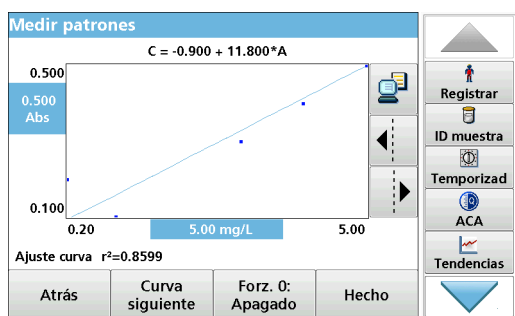 Medir patrones
C = -0.900 + 11.800*A
0.500
0.500
Abs
0.100
0.20
5.00 mg/L
5.00
Ajuste curva r²=0.8599
Atrás
Curva
siguiente
Forz. 0:
Apagado
Hecho
Registrar
ID muestra
Temporizad
ACA
Tendencias